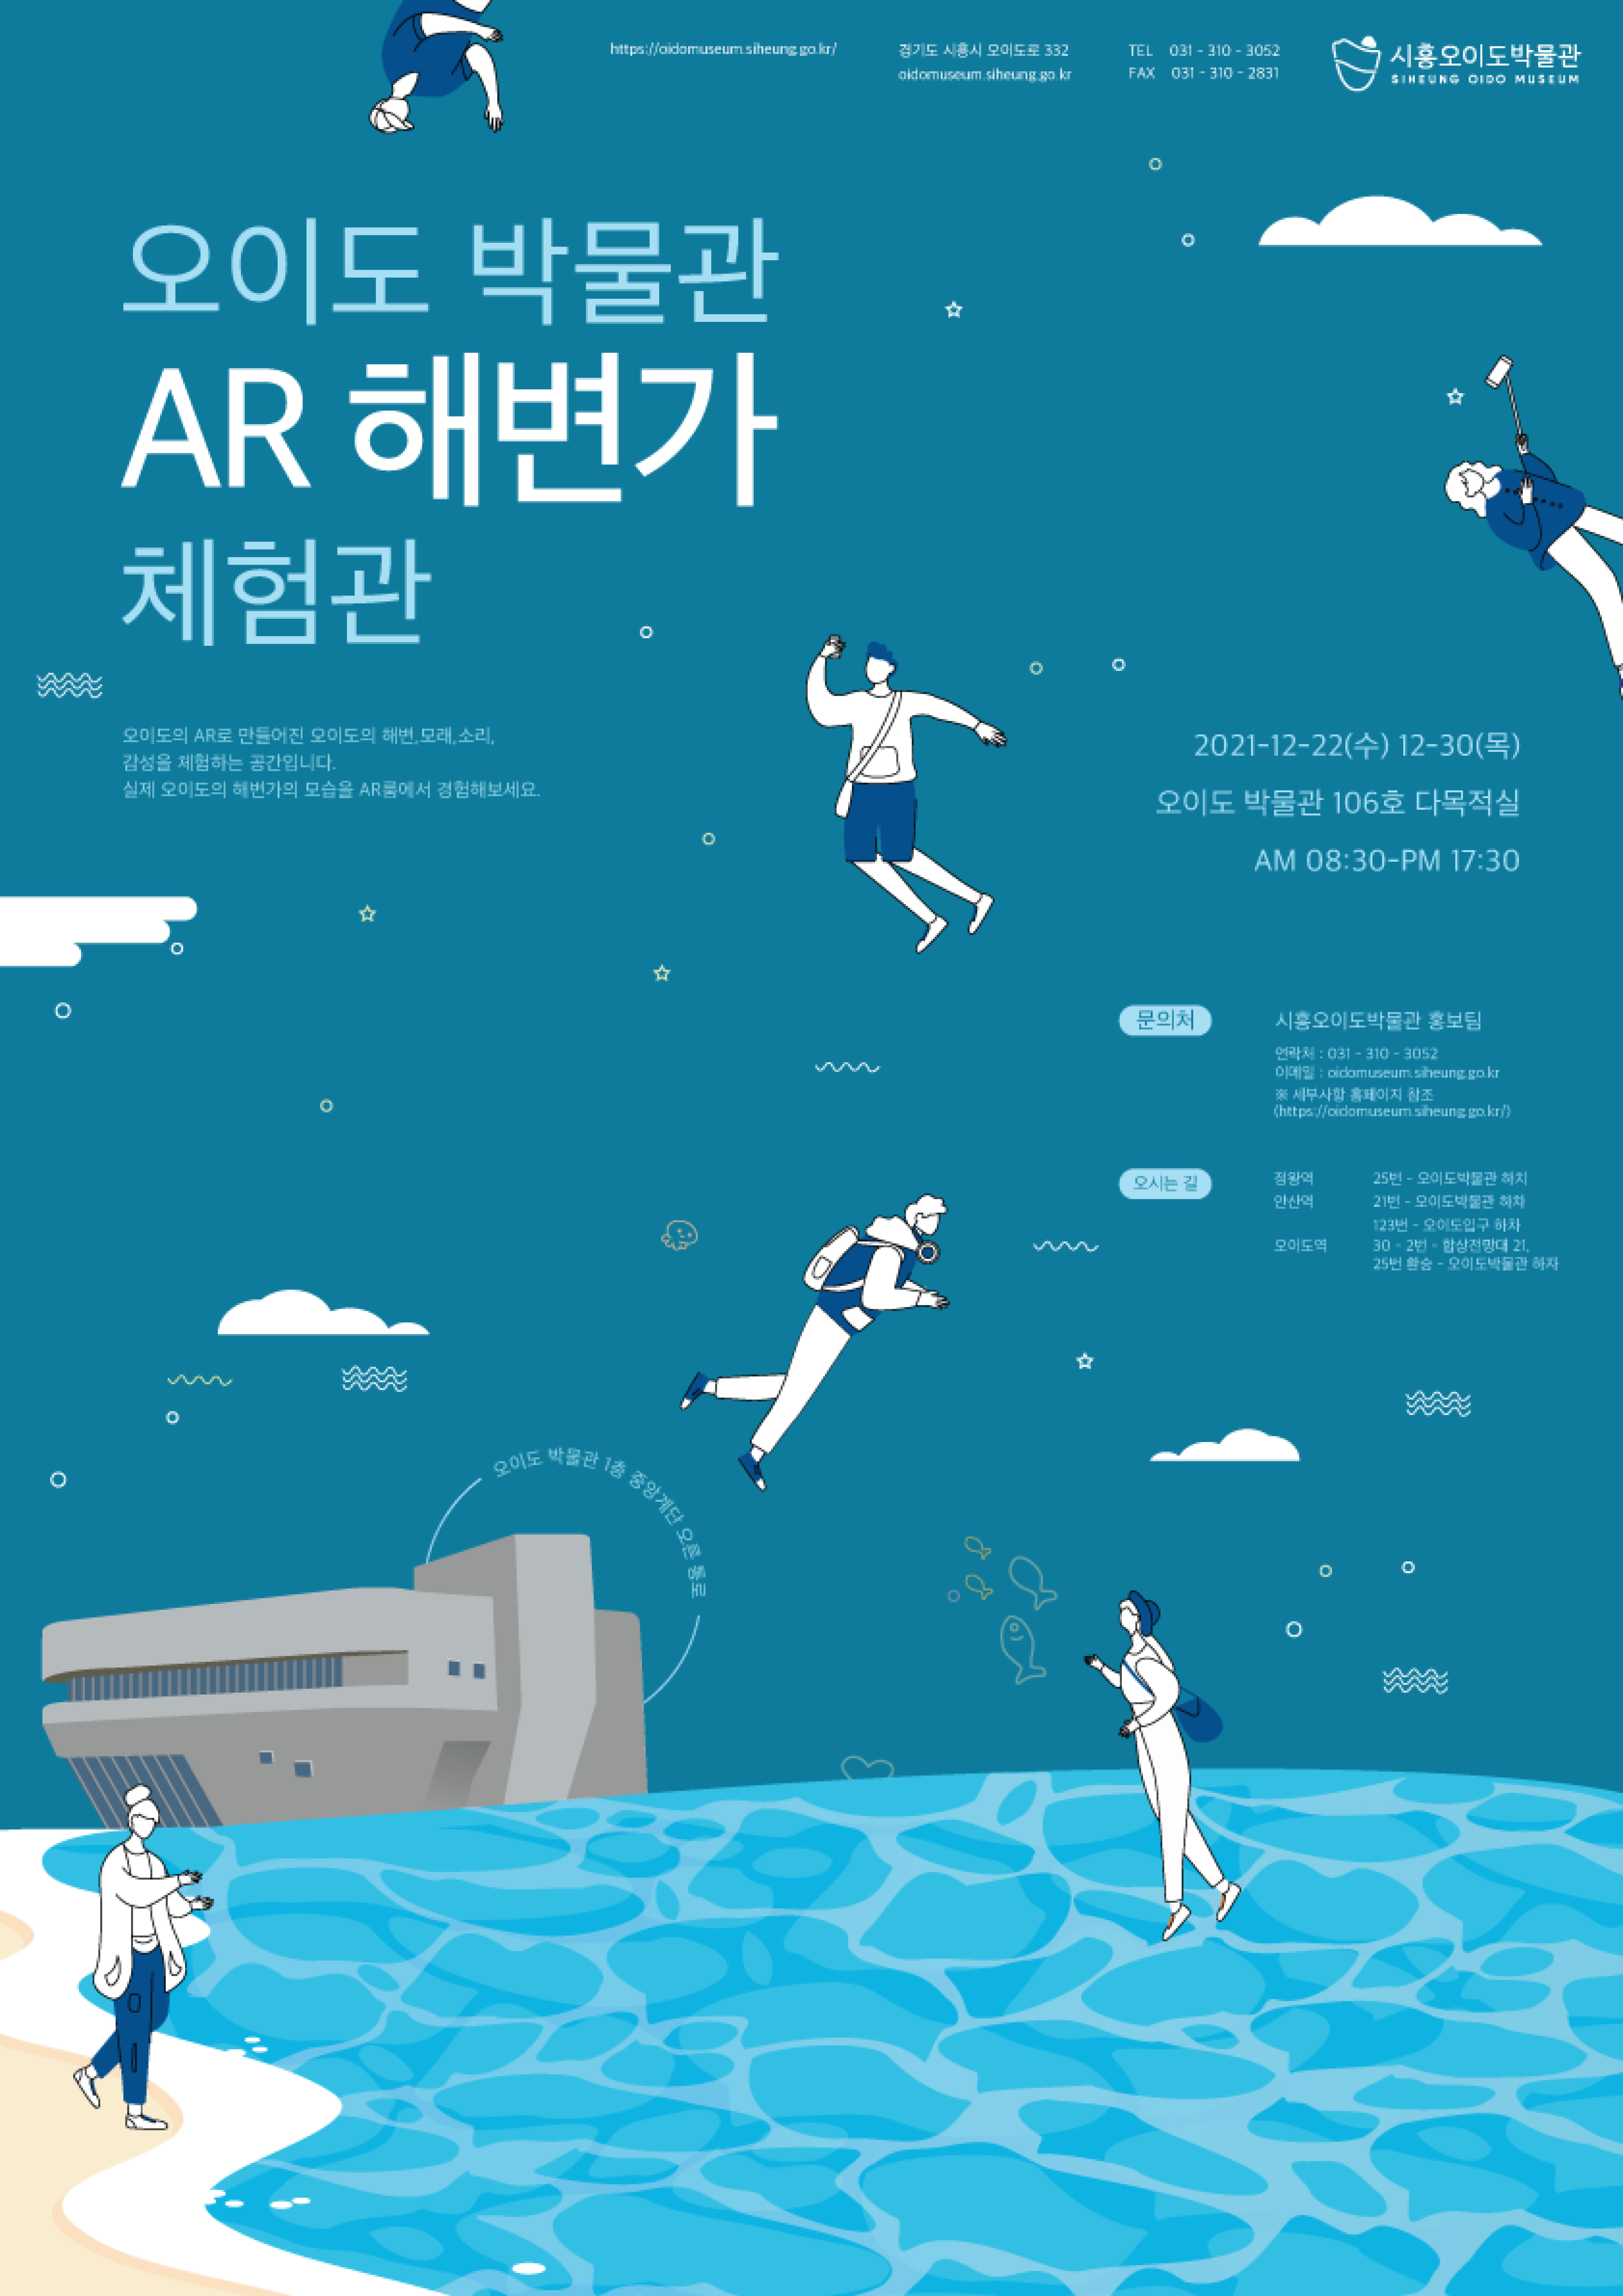 https://oidomuseum.siheung.go.kr/
경기도 시흥시 오이도로 332
oidomuseum.siheung.go.kr
TEL 031 - 310 - 3052
FAX 031 - 310 - 2831
시흥오이도박물관
SIHEUNG OIDO MUSEUM
오이도 박물관
AR 해변가
체험관
오이도의 AR로 만들어진 오이도의 해변,모래,소리,
감성을 체험하는 공간입니다.
실제 오이도의 해변가의 모습을 AR룸에서 경험해보세요.
2021-12-22(수) 12-30(목)
오이도 박물관 106호 다목적실
AM 08:30-PM 17:30
문의처
시흥오이도박물관 홍보팀
연락처 : 031 - 310 - 3052
이메일 : oidomuseum.siheung.go.kr
※ 세부사항 홈페이지 참조
(https://oidomuseum.siheung.go.kr/)
오시는 길
정왕역 25번 - 오이도박물관 하치
안산역 21번 - 오이도박물관 하차
123번 - 오이도입구 하차
오이도역 30 - 2번 - 합상전망대 21,
25번 환승 - 오이도박물관 하자
오이도 박물관 1층 중앙계단 오른 통로